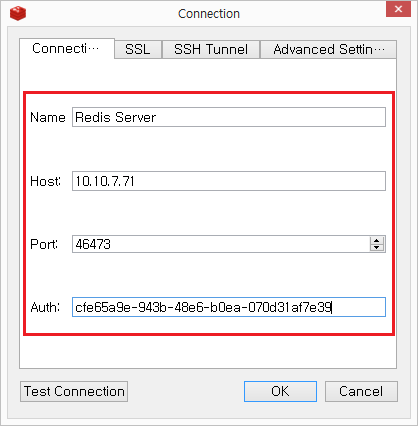 Connection
Connecti⋯ SSL SSH Tunnel Advanced Settin⋯
Name Redis Server
Host: 10.10.7.71
Port: 46473
Auth: cfe65a9e-943b-48e6-b0ea-070d31af7e39
Test Connection OK Cancel